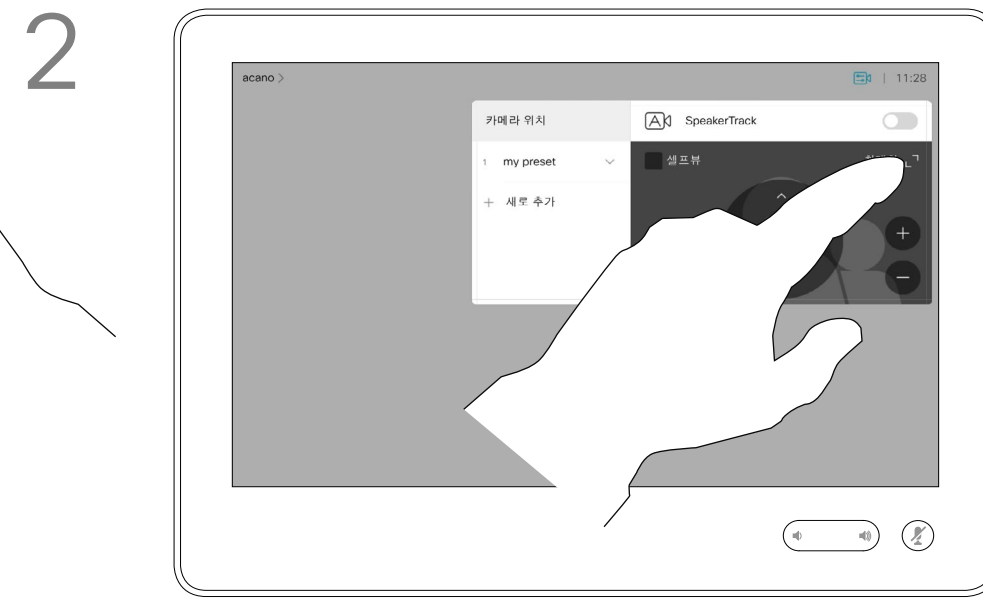 2
acano >
11:28
카메라 위치
SpeakerTrack
1 my preset
셀프뷰
+ 새로 추가